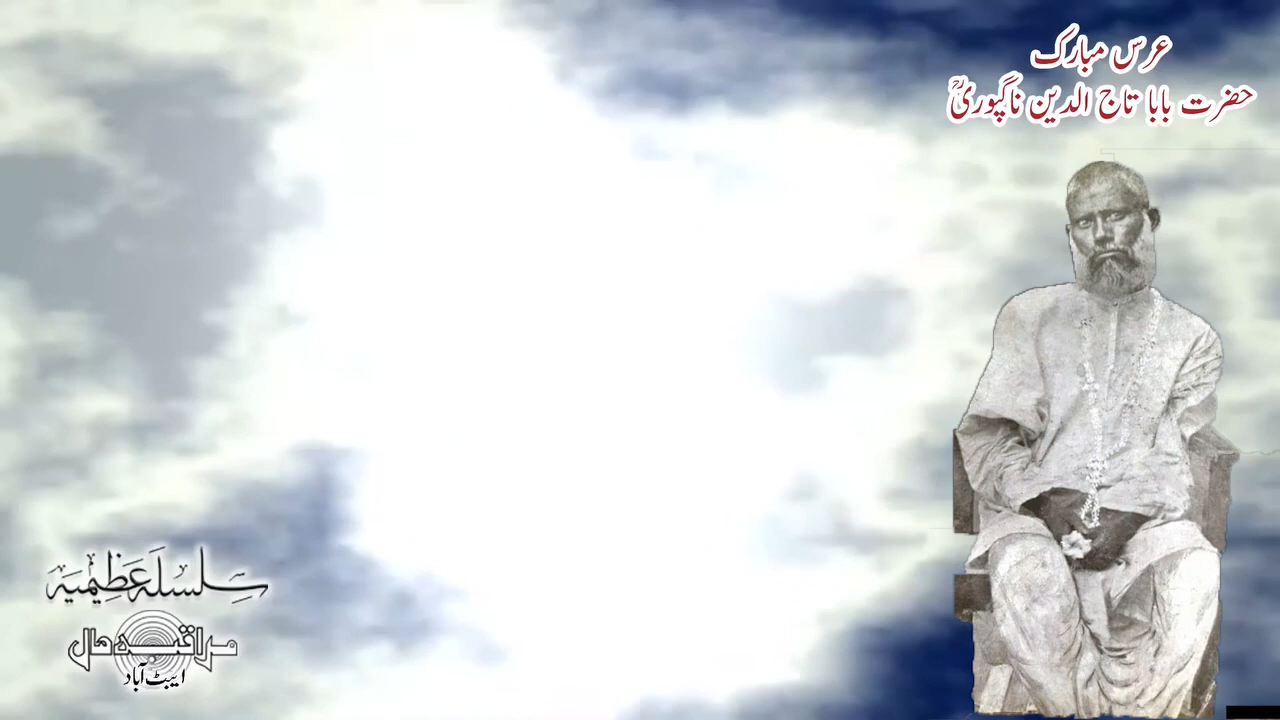 عرس مبارک
حضرت بابا تاج الدین ناگپوریؒ
سلسلہ عظیمیہ
مراقبہ ہال
ایبٹ آباد